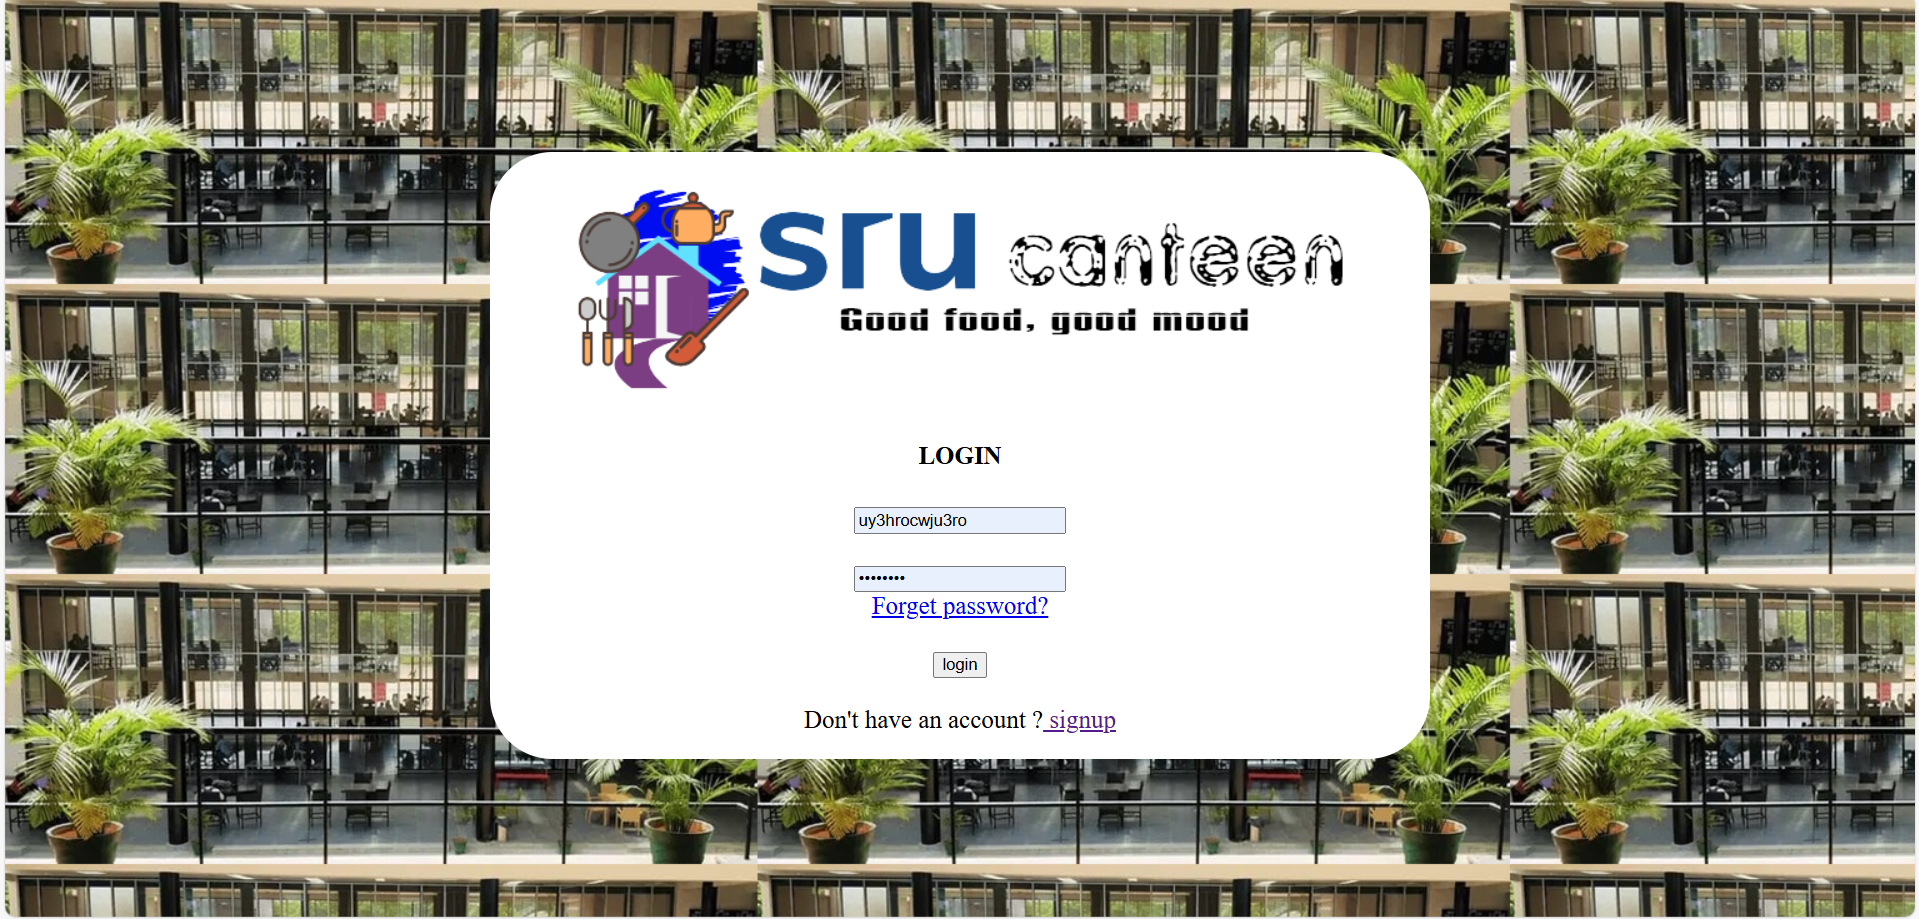 sru canteen
Good food, good mood
LOGIN
uy3hrocwju3ro
••••••••
Forget password?
login
Don't have an account ? signup